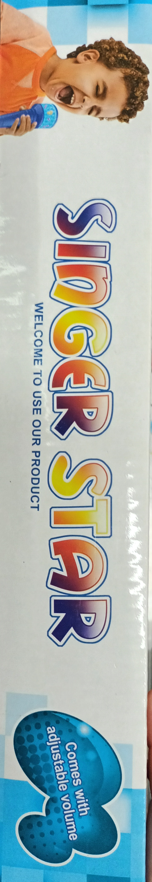 SINGER STAR
WELCOME TO USE OUR PRODUCT
Comes with
adjustable volume